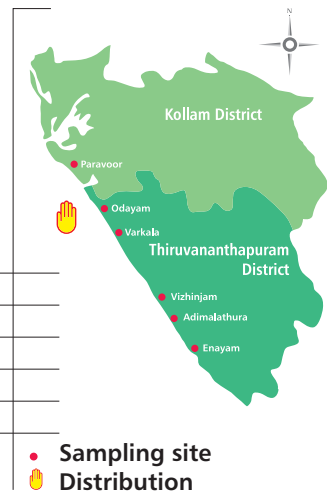 N
Kollam District
Paravoor
Odayam
Varkala
Thiruvananthapuram
District
Vizhinjam
Adimalathura
Enayam
Sampling site
Distribution